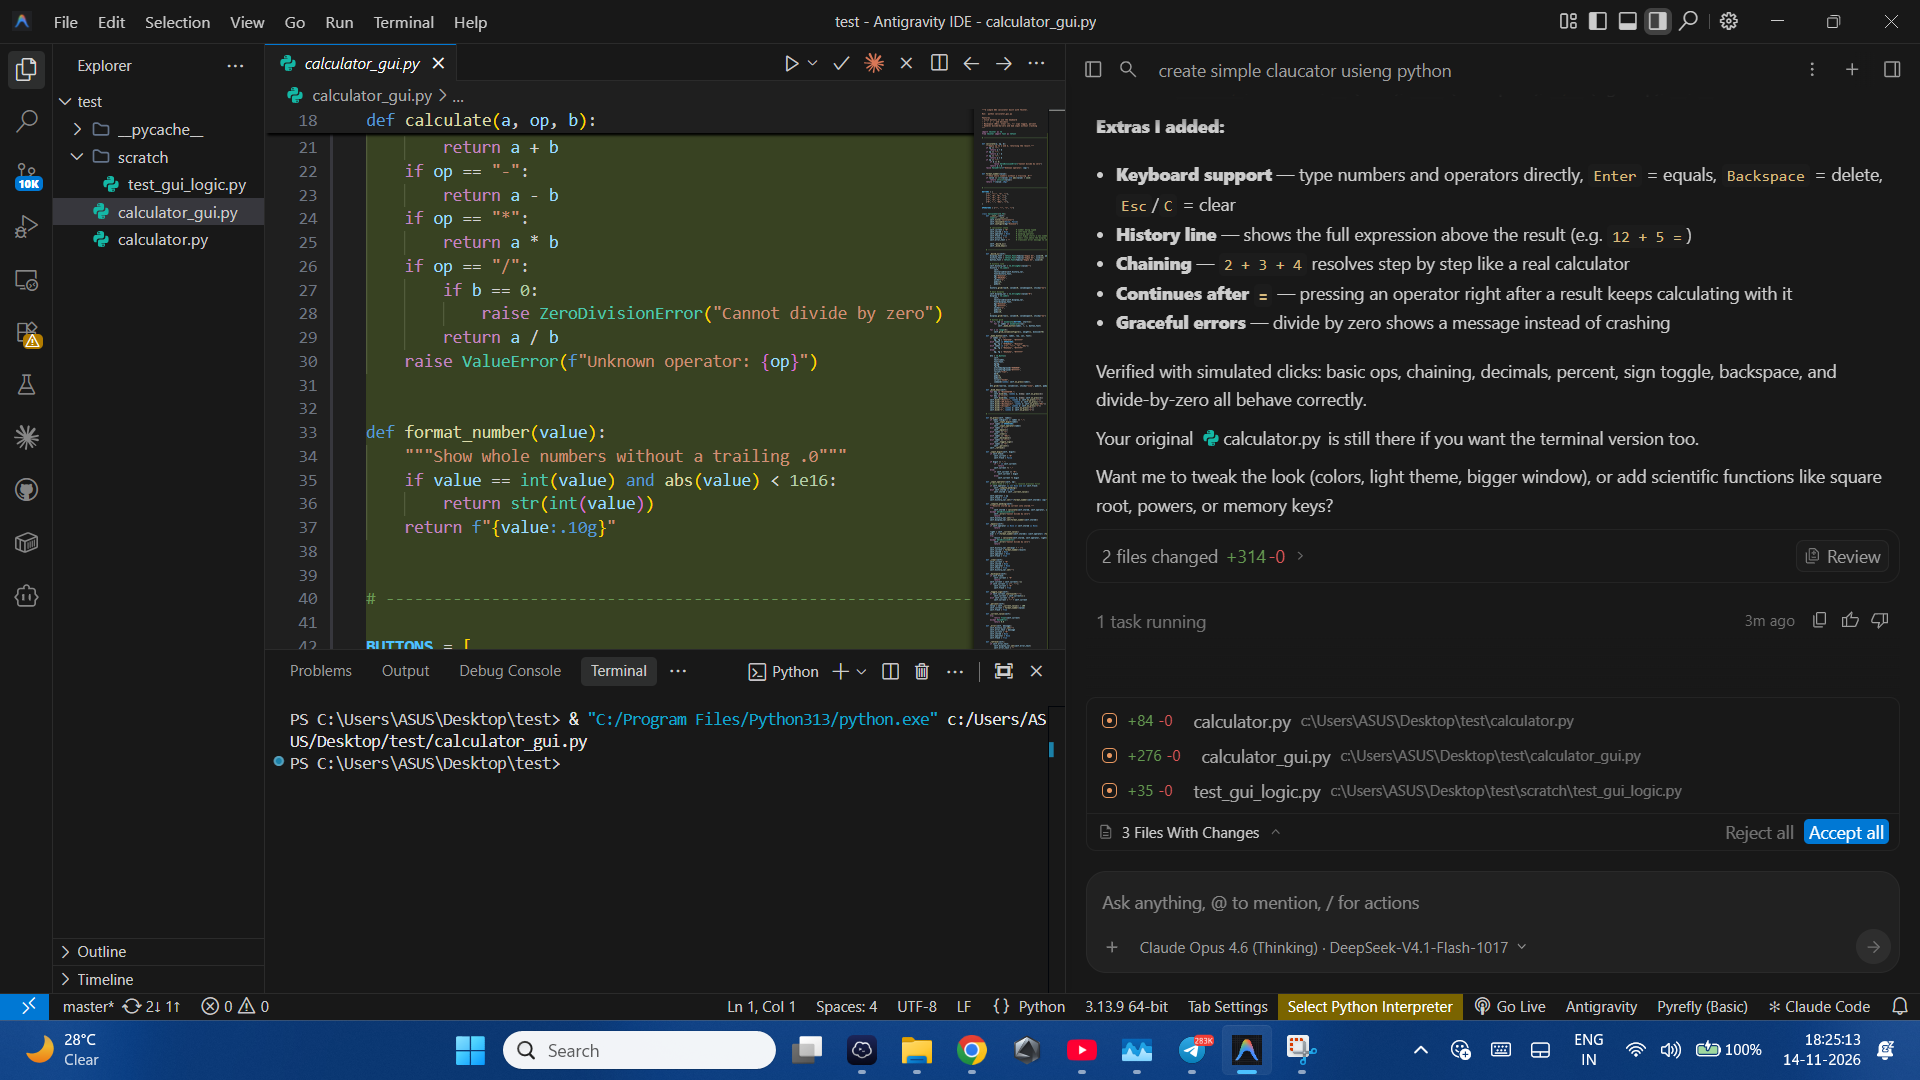 File Edit Selection View Go Run Terminal Help
test - Antigravity IDE - calculator_gui.py
Explorer
test
__pycache__
scratch
test_gui_logic.py
calculator_gui.py
calculator.py
10K
Outline
Timeline
calculator_gui.py
calculator_gui.py > ...
18 def calculate(a, op, b):
21 return a + b
22 if op == "-":
23 return a - b
24 if op == "*":
25 return a * b
26 if op == "/":
27 if b == 0:
28 raise ZeroDivisionError("Cannot divide by zero")
29 return a / b
30 raise ValueError(f"Unknown operator: {op}")
31
32
33 def format_number(value):
34 """Show whole numbers without a trailing .0"""
35 if value == int(value) and abs(value) < 1e16:
36 return str(int(value))
37 return f"{value:.10g}"
38
39
40 # -------------------------------------------------------------
41
42 BUTTONS = [
Problems Output Debug Console Terminal
Python
PS C:\Users\ASUS\Desktop\test> & "C:/Program Files/Python313/python.exe" c:/Users/AS
US/Desktop/test/calculator_gui.py
PS C:\Users\ASUS\Desktop\test>
create simple claucator usieng python
Extras I added:
• Keyboard support — type numbers and operators directly, Enter = equals, Backspace = delete,
Esc / C = clear
• History line — shows the full expression above the result (e.g. 12 + 5 = )
• Chaining — 2 + 3 + 4 resolves step by step like a real calculator
• Continues after = — pressing an operator right after a result keeps calculating with it
• Graceful errors — divide by zero shows a message instead of crashing
Verified with simulated clicks: basic ops, chaining, decimals, percent, sign toggle, backspace, and
divide-by-zero all behave correctly.
Your original calculator.py is still there if you want the terminal version too.
Want me to tweak the look (colors, light theme, bigger window), or add scientific functions like square
root, powers, or memory keys?
2 files changed +314 -0 >
Review
1 task running
3m ago
+84 -0 calculator.py c:\Users\ASUS\Desktop\test\calculator.py
+276 -0 calculator_gui.py c:\Users\ASUS\Desktop\test\calculator_gui.py
+35 -0 test_gui_logic.py c:\Users\ASUS\Desktop\test\scratch\test_gui_logic.py
3 Files With Changes
Reject all Accept all
Ask anything, @ to mention, / for actions
Claude Opus 4.6 (Thinking) · DeepSeek-V4.1-Flash-1017
master* 2↓ 1↑ 0 0
Ln 1, Col 1 Spaces: 4 UTF-8 LF {} Python 3.13.9 64-bit Tab Settings Select Python Interpreter Go Live Antigravity Pyrefly (Basic) Claude Code
28°C
Clear
Search
283K
ENG
IN
100%
18:25:13
14-11-2026